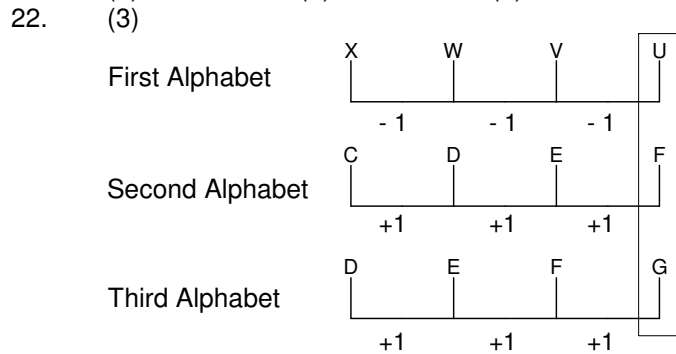 22. (3)
X W V U
First Alphabet
- 1 - 1 - 1
C D E F
Second Alphabet
+1 +1 +1
D E F G
Third Alphabet
+1 +1 +1